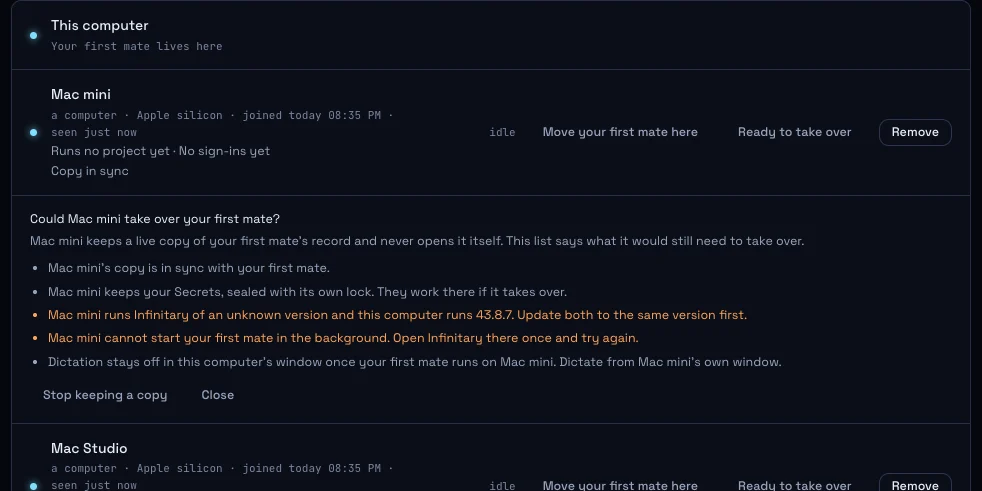 This computer
Your first mate lives here
Mac mini
a computer · Apple silicon · joined today 08:35 PM ·
seen just now
Runs no project yet · No sign-ins yet
Copy in sync
idle
Move your first mate here
Ready to take over
Remove
Could Mac mini take over your first mate?
Mac mini keeps a live copy of your first mate's record and never opens it itself. This list says what it would still need to take over.
• Mac mini's copy is in sync with your first mate.
• Mac mini keeps your Secrets, sealed with its own lock. They work there if it takes over.
• Mac mini runs Infinitary of an unknown version and this computer runs 43.8.7. Update both to the same version first.
• Mac mini cannot start your first mate in the background. Open Infinitary there once and try again.
• Dictation stays off in this computer's window once your first mate runs on Mac mini. Dictate from Mac mini's own window.
Stop keeping a copy
Close
Mac Studio
a computer · Apple silicon · joined today 08:35 PM ·
seen just now
idle
Move your first mate here
Ready to take over
Remove